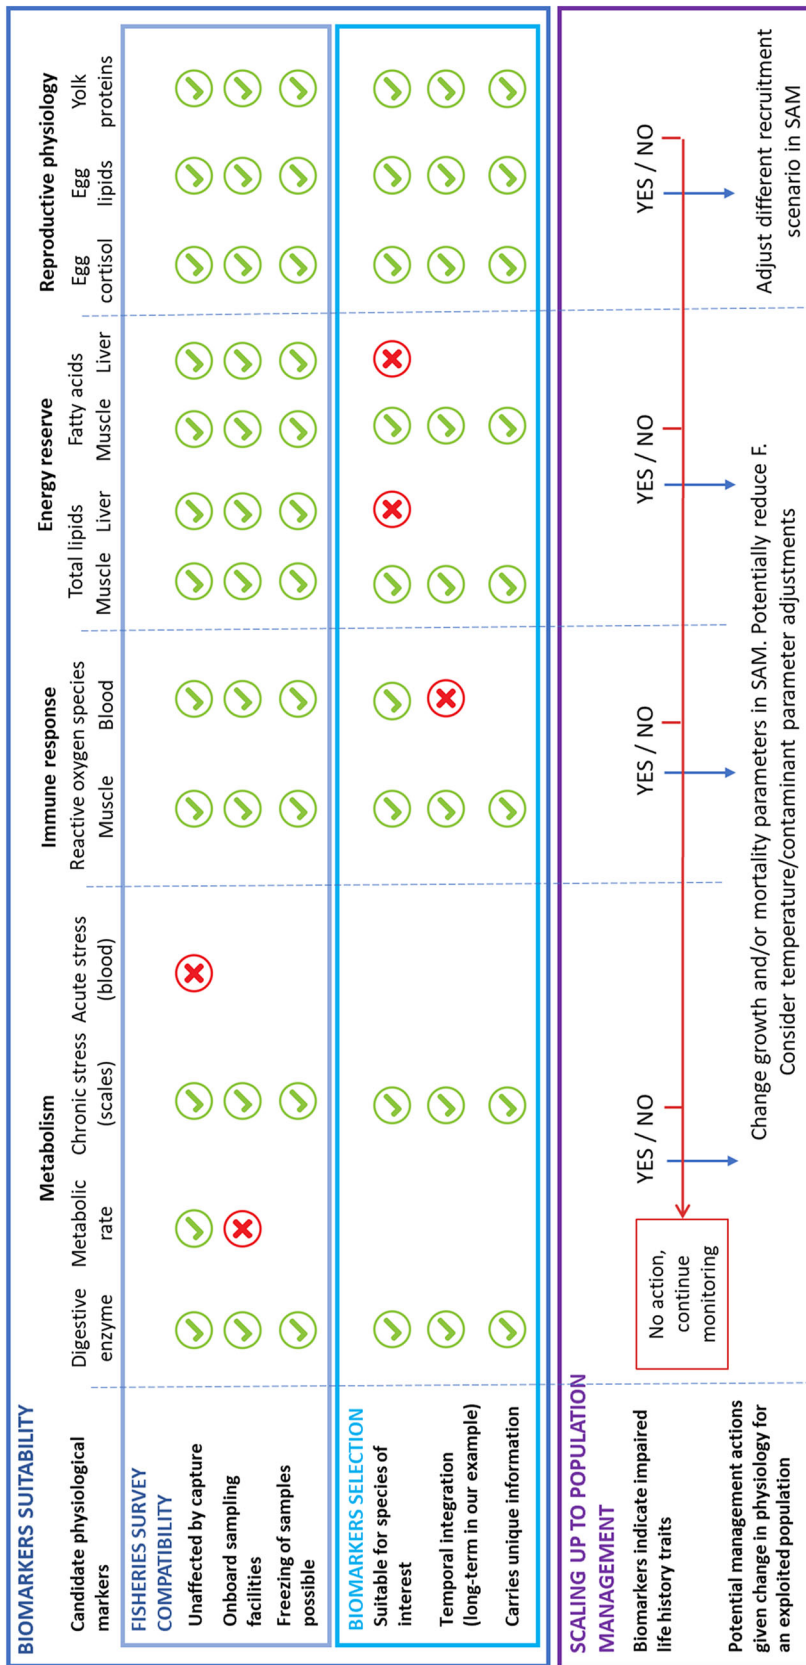 BIOMARKERS SUITABILITY
Candidate physiological
markers
Metabolism
Digestive
enzyme
Metabolic
rate
Chronic stress
(scales)
Acute stress
(blood)
Immune response
Reactive oxygen species
Muscle
Blood
Energy reserve
Total lipids
Muscle
Liver
Fatty acids
Muscle
Liver
Reproductive physiology
Egg
cortisol
Egg
lipids
Yolk
proteins
FISHERIES SURVEY
COMPATIBILITY
Unaffected by capture
Onboard sampling
facilities
Freezing of samples
possible
BIOMARKERS SELECTION
Suitable for species of
interest
Temporal integration
(long-term in our example)
Carries unique information
SCALING UP TO POPULATION
MANAGEMENT
Biomarkers indicate impaired
life history traits
No action,
continue
monitoring
YES / NO
YES / NO
YES / NO
YES / NO
Potential management actions
given change in physiology for
an exploited population
Change growth and/or mortality parameters in SAM. Potentially reduce F.
Consider temperature/contaminant parameter adjustments
Adjust different recruitment
scenario in SAM